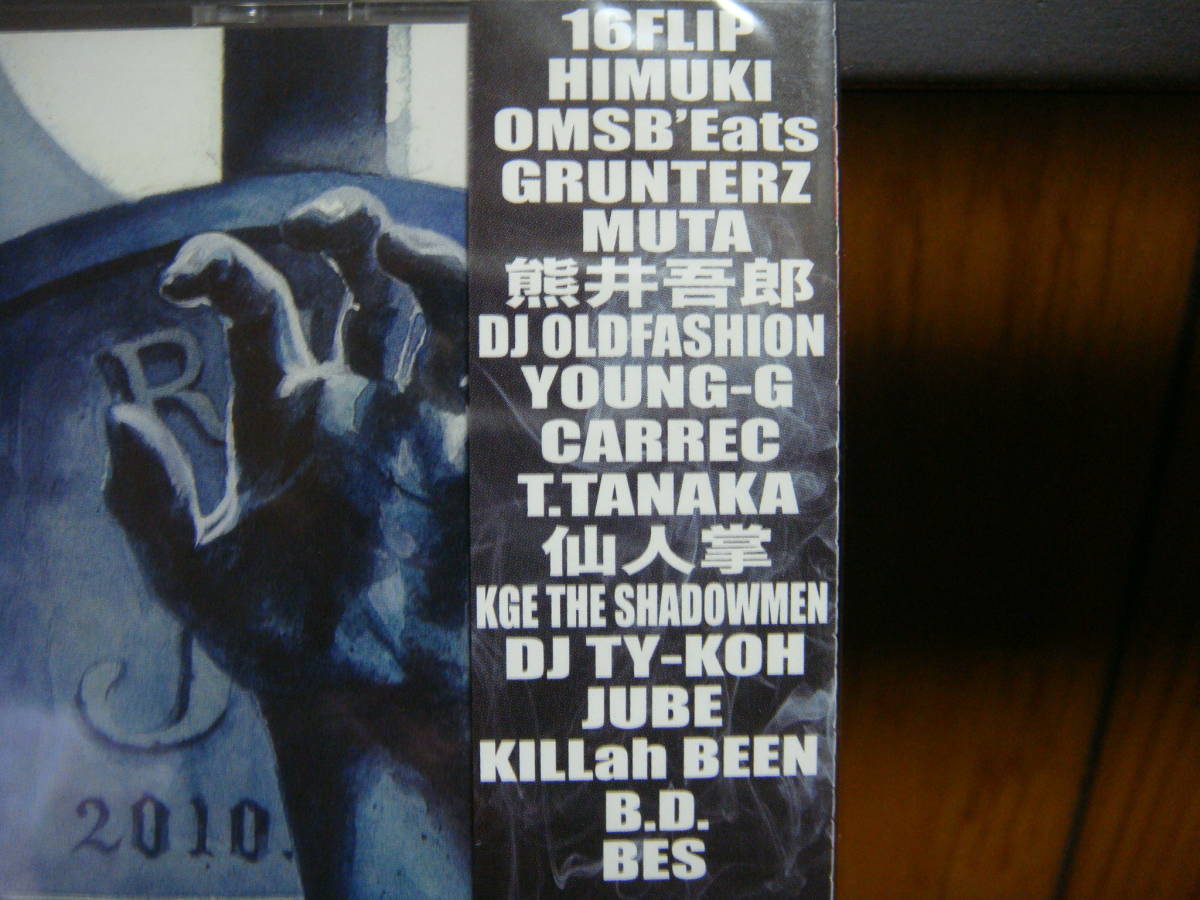 16FLIP
HIMUKI
OMSB'Eats
GRUNTERZ
MUTA
熊井吾郎
DJ OLDFASHION
YOUNG-G
CARREC
T.TANAKA
仙人掌
KGE THE SHADOWMEN
DJ TY-KOH
JUBE
KILLah BEEN
B.D.
BES
R
J
2010.